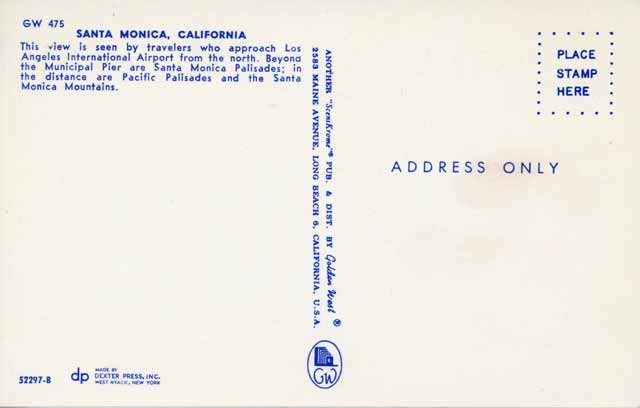 GW 475
SANTA MONICA, CALIFORNIA
This view is seen by travelers who approach Los
Angeles International Airport from the north. Beyond
the Municipal Pier are Santa Monica Palisades; in
the distance are Pacific Palisades and the Santa
Monica Mountains.
ANOTHER "SceniKrome"® PUB. & DIST. BY Golden West ®
2583 MAINE AVENUE, LONG BEACH 6, CALIFORNIA, U.S.A.
PLACE
STAMP
HERE
ADDRESS ONLY
52297-B
dp
MADE BY
DEXTER PRESS, INC.
WEST NYACK, NEW YORK
GW